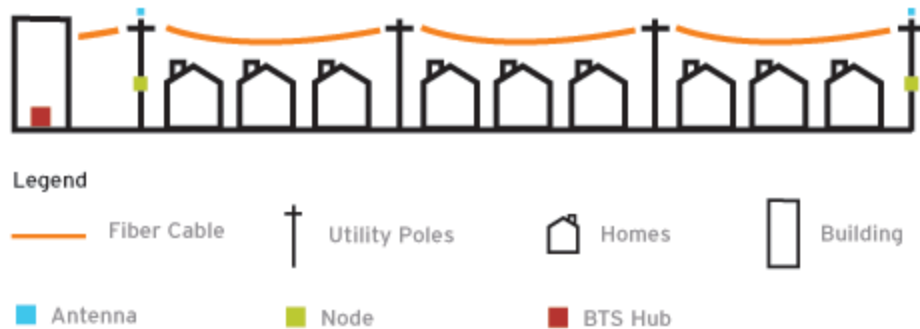 Legend
Fiber Cable
Utility Poles
Homes
Building
Antenna
Node
BTS Hub